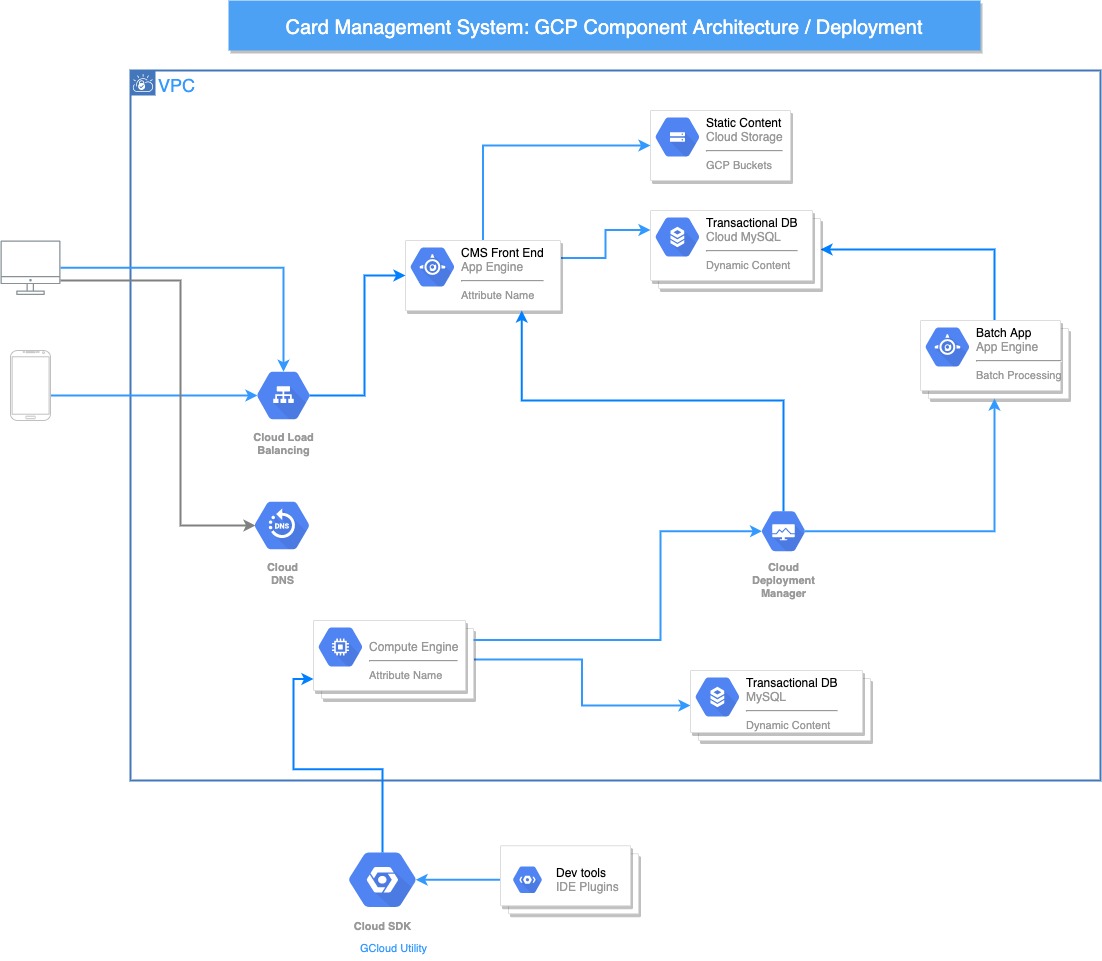 Card Management System: GCP Component Architecture / Deployment
VPC
Static Content
Cloud Storage
GCP Buckets
Transactional DB
Cloud MySQL
Dynamic Content
CMS Front End
App Engine
Attribute Name
Batch App
App Engine
Batch Processing
Cloud Load
Balancing
DNS
Cloud
DNS
Cloud
Deployment
Manager
Compute Engine
Attribute Name
Transactional DB
MySQL
Dynamic Content
Dev tools
IDE Plugins
Cloud SDK
GCloud Utility